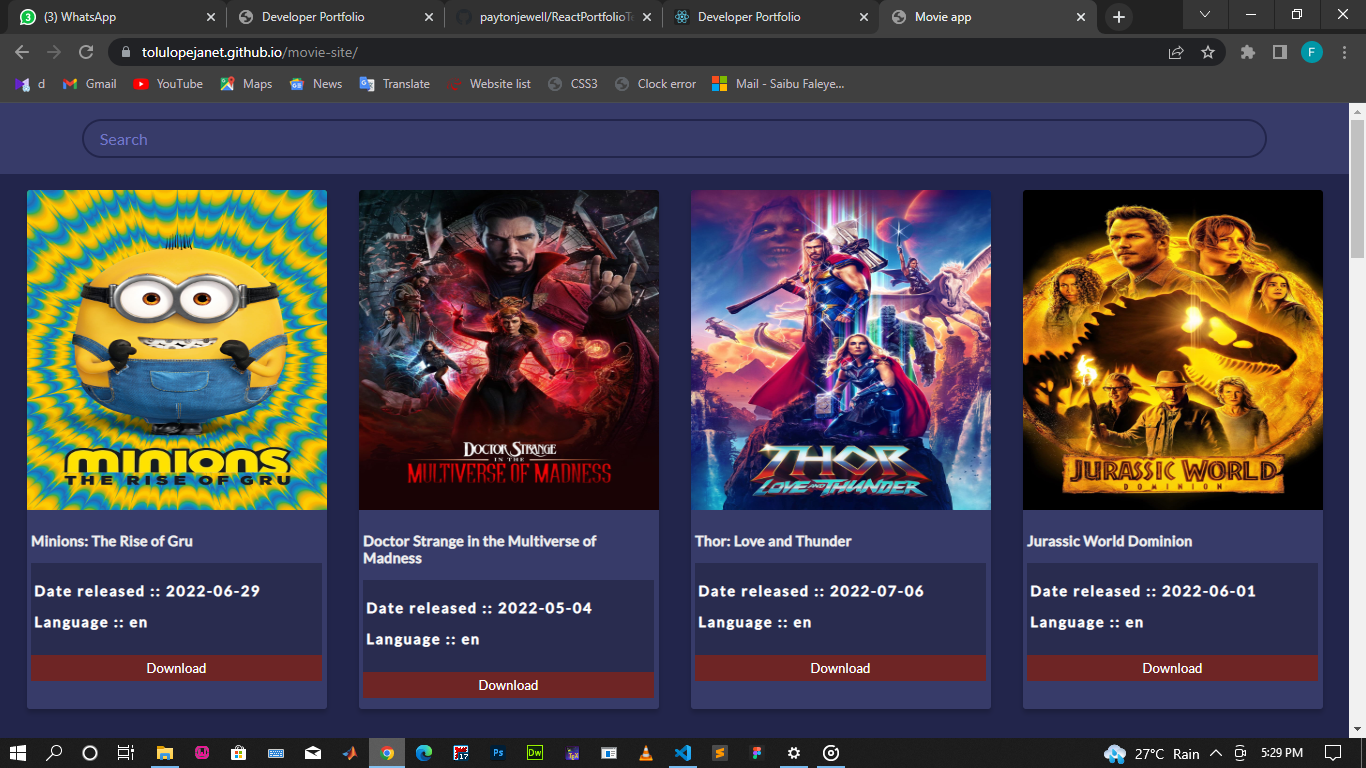 (3) WhatsApp
Developer Portfolio
paytonjewell/ReactPortfolioTe
Developer Portfolio
Movie app
tolulopejanet.github.io/movie-site/
F
d
Gmail
YouTube
Maps
News
Translate
Website list
CSS3
Clock error
Mail - Saibu Faleye...
Search
MINIONS
THE RISE OF GRU
DOCTOR STRANGE
IN THE
MULTIVERSE OF MADNESS
THOR
LOVE AND THUNDER
JURASSIC WORLD
DOMINION
Minions: The Rise of Gru
Date released :: 2022-06-29
Language :: en
Download
Doctor Strange in the Multiverse of
Madness
Date released :: 2022-05-04
Language :: en
Download
Thor: Love and Thunder
Date released :: 2022-07-06
Language :: en
Download
Jurassic World Dominion
Date released :: 2022-06-01
Language :: en
Download
Ps
Dw
27°C Rain
5:29 PM